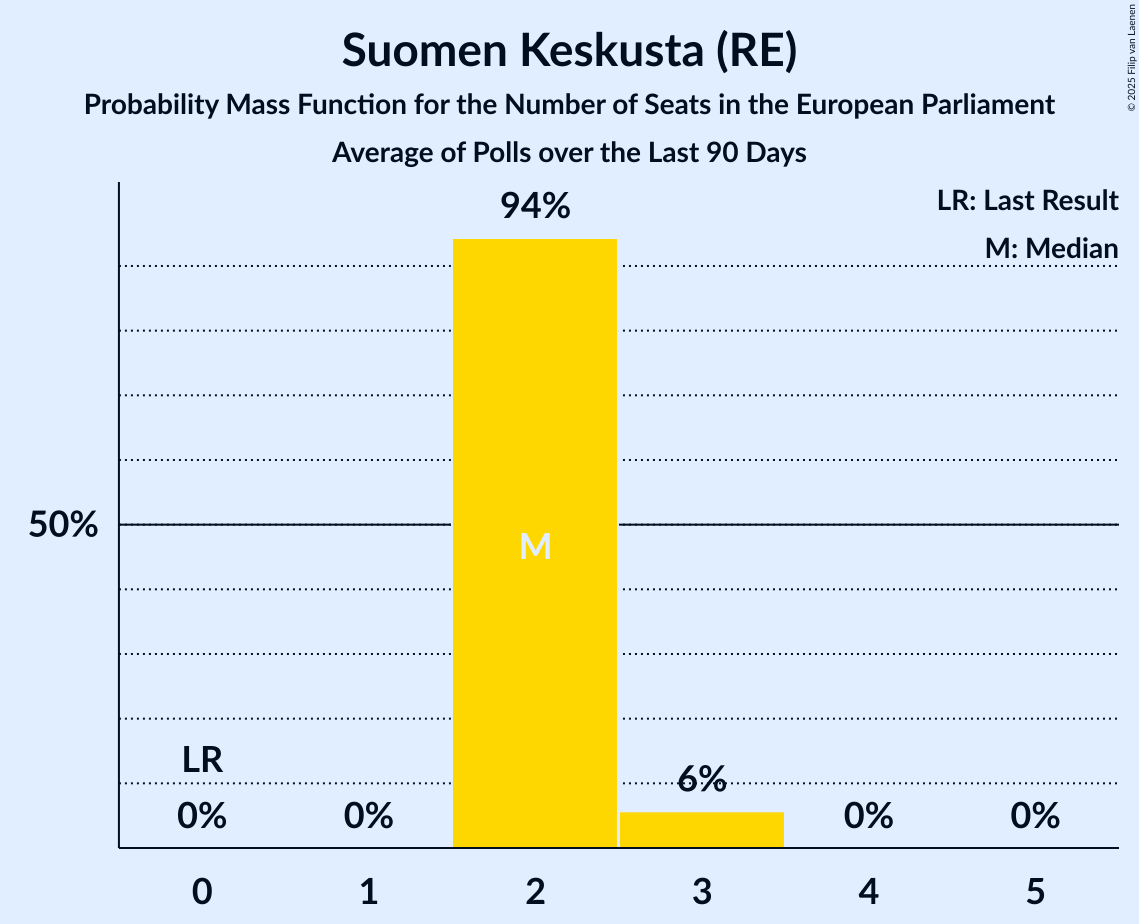 Suomen Keskusta (RE)
Probability Mass Function for the Number of Seats in the European Parliament
Average of Polls over the Last 90 Days
© 2025 Filip van Laenen
LR: Last Result
M: Median
94%
50%
M
LR
0%
0%
6%
0%
0%
0
1
2
3
4
5